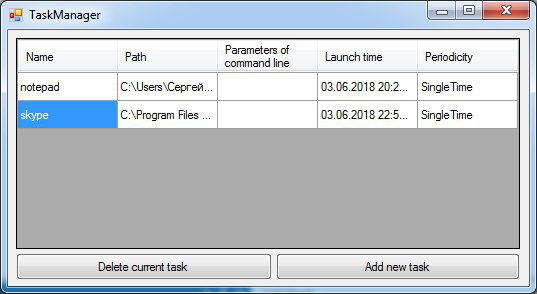 TaskManager
Name Path Parameters of command line Launch time Periodicity
notepad C:\Users\Сергей... 03.06.2018 20:2... SingleTime
skype C:\Program Files ... 03.06.2018 22:5... SingleTime
Delete current task Add new task